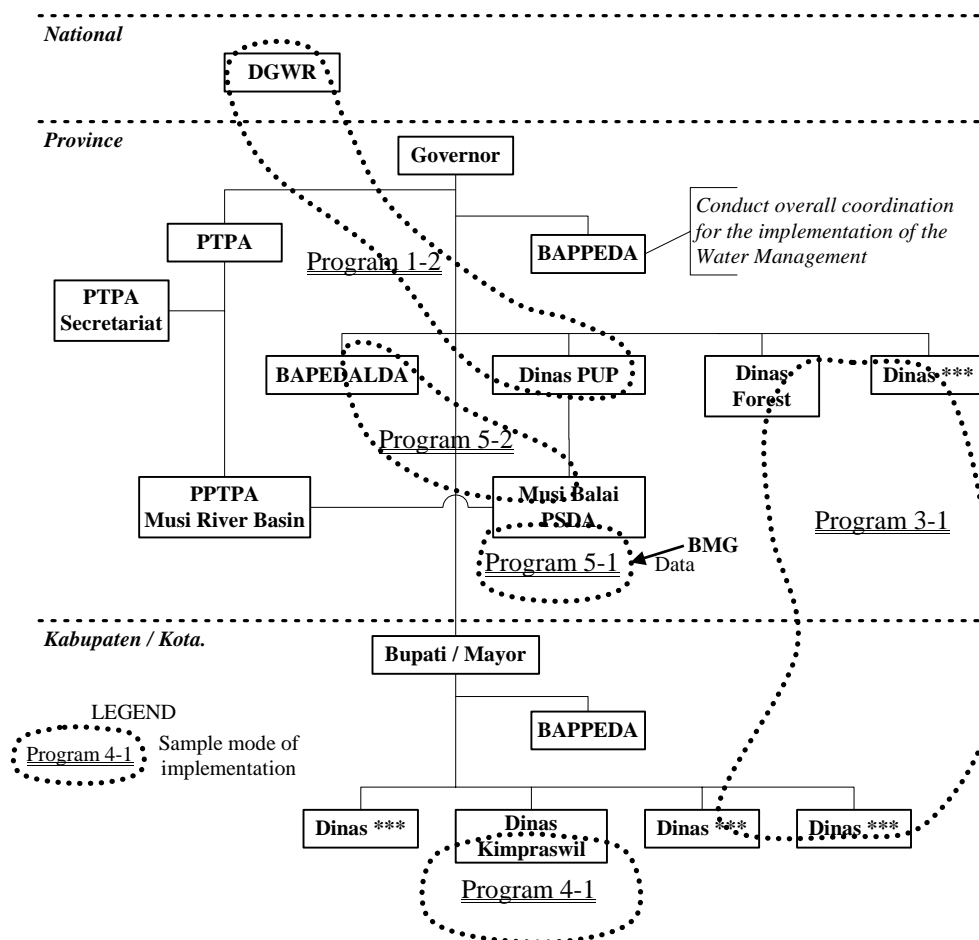 National
DGWR
Province
Governor
PTPA
BAPPEDA
Conduct overall coordination
for the implementation of the
Water Management
Program 1-2
PTPA
Secretariat
BAPEDALDA
Dinas PUP
Dinas
Forest
Dinas ***
Program 5-2
PPTPA
Musi River Basin
Musi Balai
PSDA
Program 3-1
Program 5-1
BMG
Data
Kabupaten / Kota.
Bupati / Mayor
BAPPEDA
LEGEND
Program 4-1
Sample mode of
implementation
Dinas ***
Dinas
Kimpraswil
Dinas ***
Dinas ***
Program 4-1